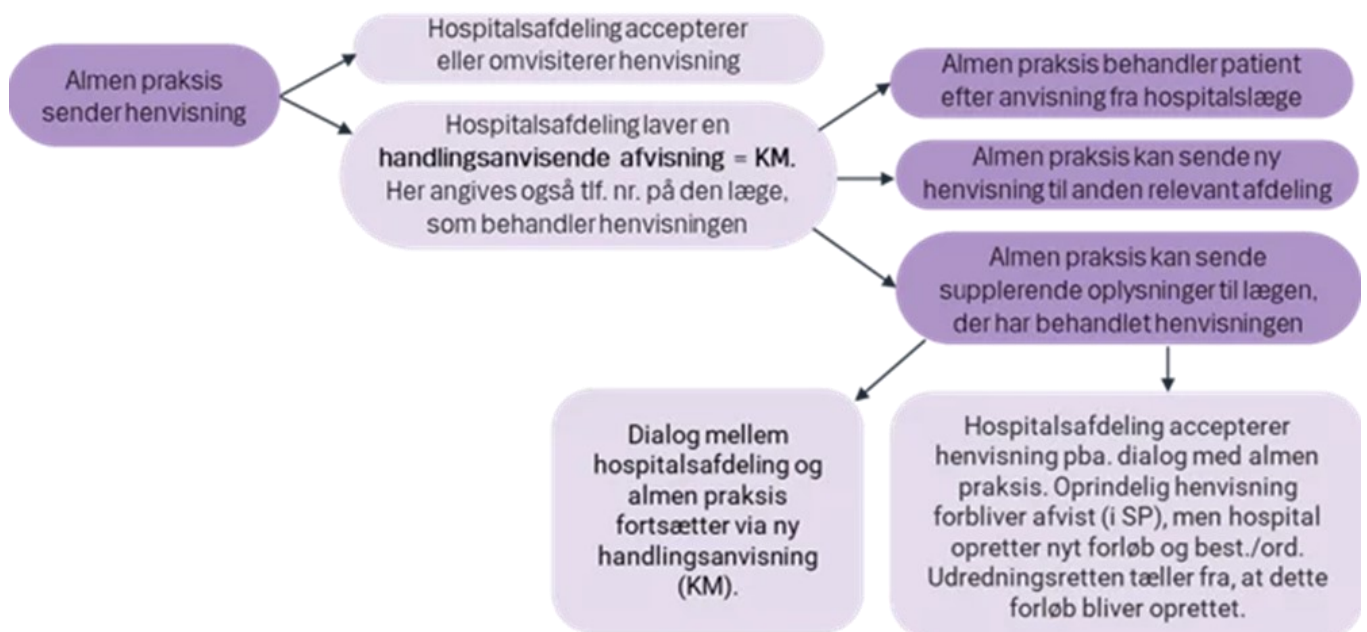 Almen praksis
sender henvisning
Hospitalsafdeling accepterer
eller omvisiterer henvisning
Hospitalsafdeling laver en
handlingsanvisende afvisning = KM.
Her angives også tlf. nr. på den læge,
som behandler henvisningen
Almen praksis behandler patient
efter anvisning fra hospitalslæge
Almen praksis kan sende ny
henvisning til anden relevant afdeling
Almen praksis kan sende
supplerende oplysninger til lægen,
der har behandlet henvisningen
Dialog mellem
hospitalsafdeling og
almen praksis
fortsætter via ny
handlingsanvisning
(KM).
Hospitalsafdeling accepterer
henvisning pba. dialog med almen
praksis. Oprindelig henvisning
forbliver afvist (i SP), men hospital
opretter nyt forløb og best./ord.
Udredningsretten tæller fra, at dette
forløb bliver oprettet.